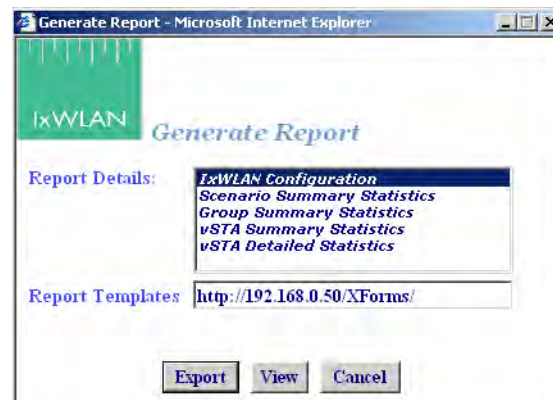 Generate Report - Microsoft Internet Explorer
IxWLAN
Generate Report
Report Details:
IxWLAN Configuration
Scenario Summary Statistics
Group Summary Statistics
vSTA Summary Statistics
vSTA Detailed Statistics
Report Templates http://192.168.0.50/XForms/
Export View Cancel